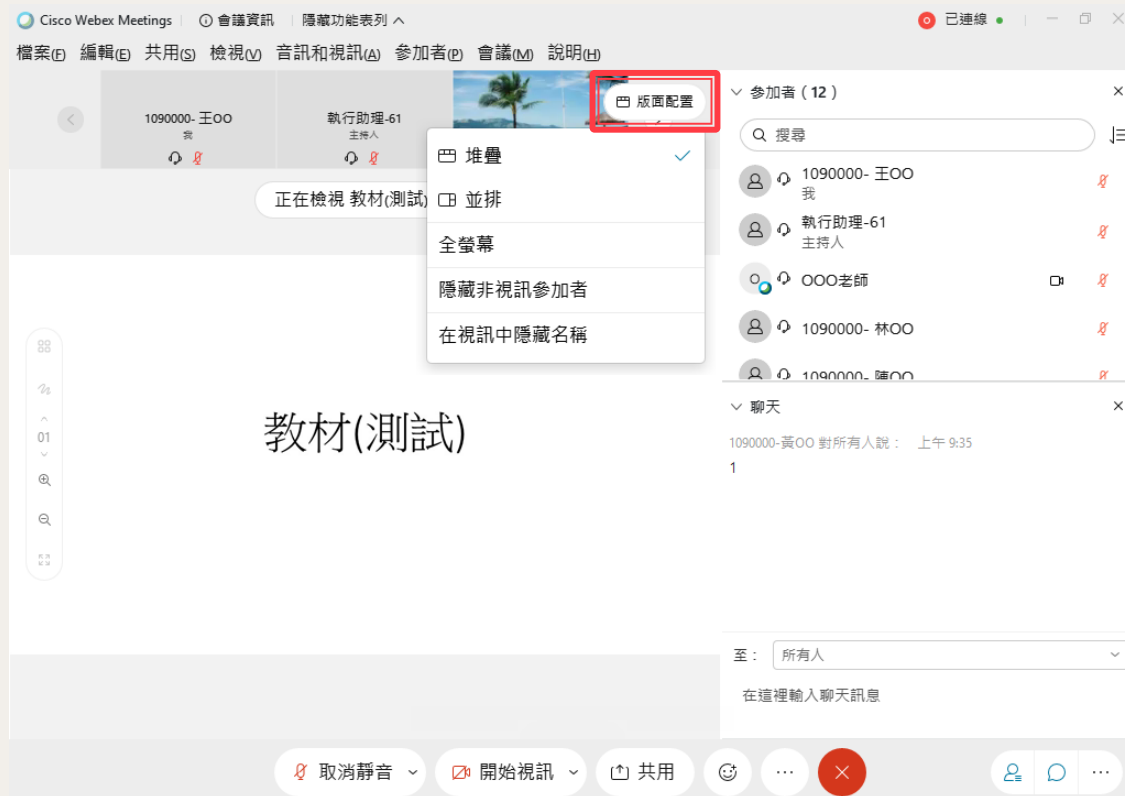 Cisco Webex Meetings 會議資訊 隱藏功能表列 已連線
檔案(F) 編輯(E) 共用(S) 檢視(V) 音訊和視訊(A) 參加者(P) 會議(M) 說明(H)
1090000- 王OO
我
執行助理-61
主持人
版面配置
堆疊
並排
全螢幕
隱藏非視訊參加者
在視訊中隱藏名稱
正在檢視 教材(測試)
01
教材(測試)
參加者 ( 12 )
搜尋
1090000- 王OO
我
執行助理-61
主持人
O
OOO老師
1090000- 林OO
1090000- 陳OO
聊天
1090000-黃OO 對所有人說： 上午 9:35
1
至： 所有人
在這裡輸入聊天訊息
取消靜音 開始視訊 共用